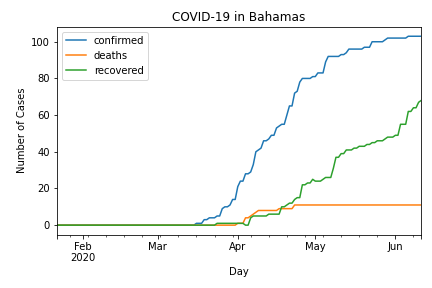 COVID-19 in Bahamas
confirmed
deaths
recovered
Number of Cases
100
80
60
40
20
0
Feb
2020
Mar
Apr
May
Jun
Day